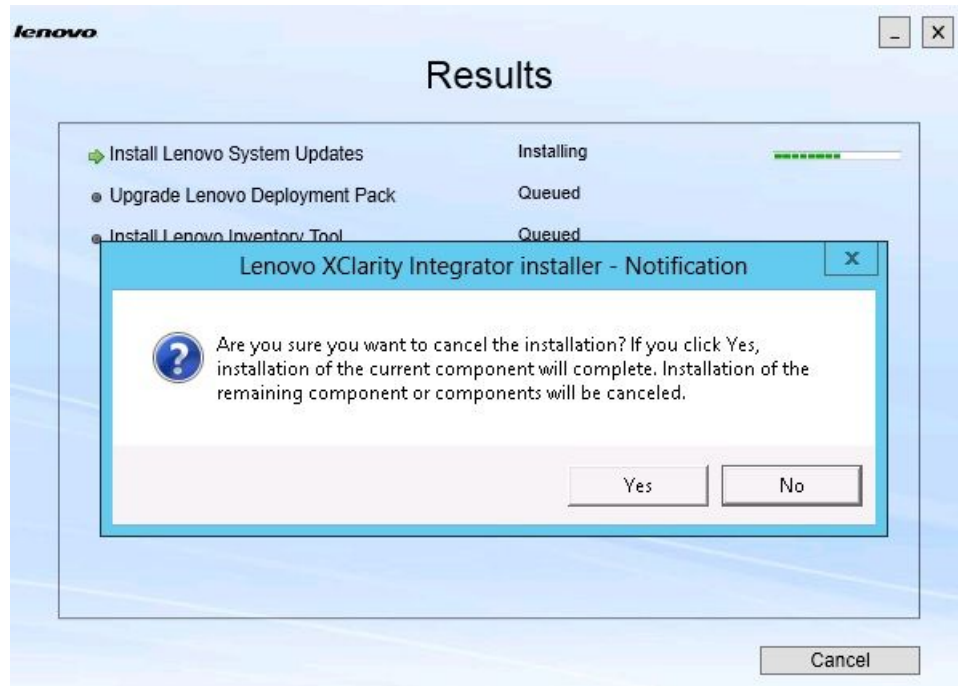 lenovo
Results
Install Lenovo System Updates Installing
Upgrade Lenovo Deployment Pack Queued
Install Lenovo Inventory Tool Queued
Lenovo XClarity Integrator installer - Notification
Are you sure you want to cancel the installation? If you click Yes,
installation of the current component will complete. Installation of the
remaining component or components will be canceled.
Yes No
Cancel